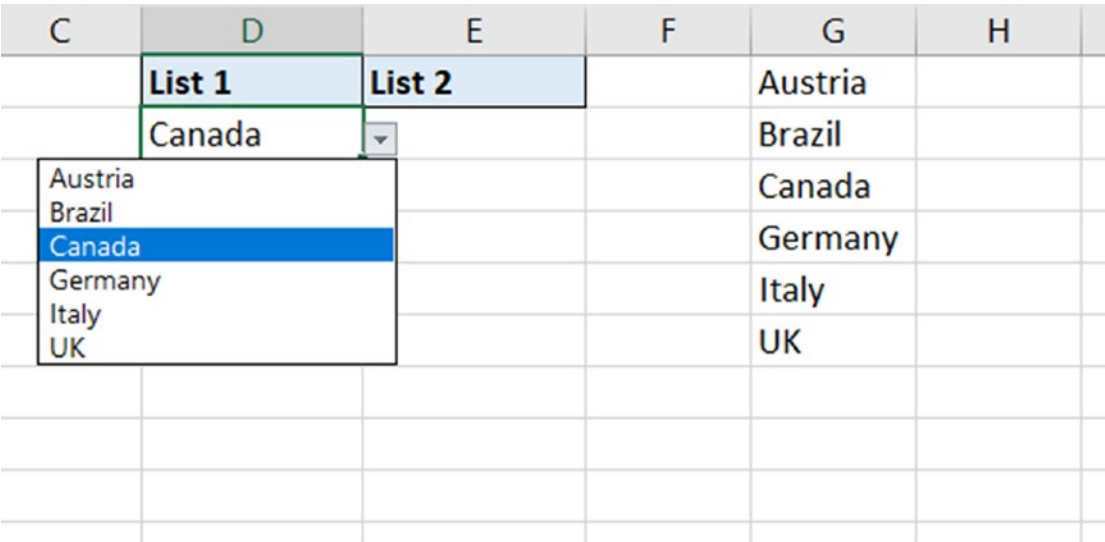 C D E F G H
List 1 List 2 Austria
Canada Brazil
Austria Canada
Brazil
Canada Germany
Germany
Italy Italy
UK UK